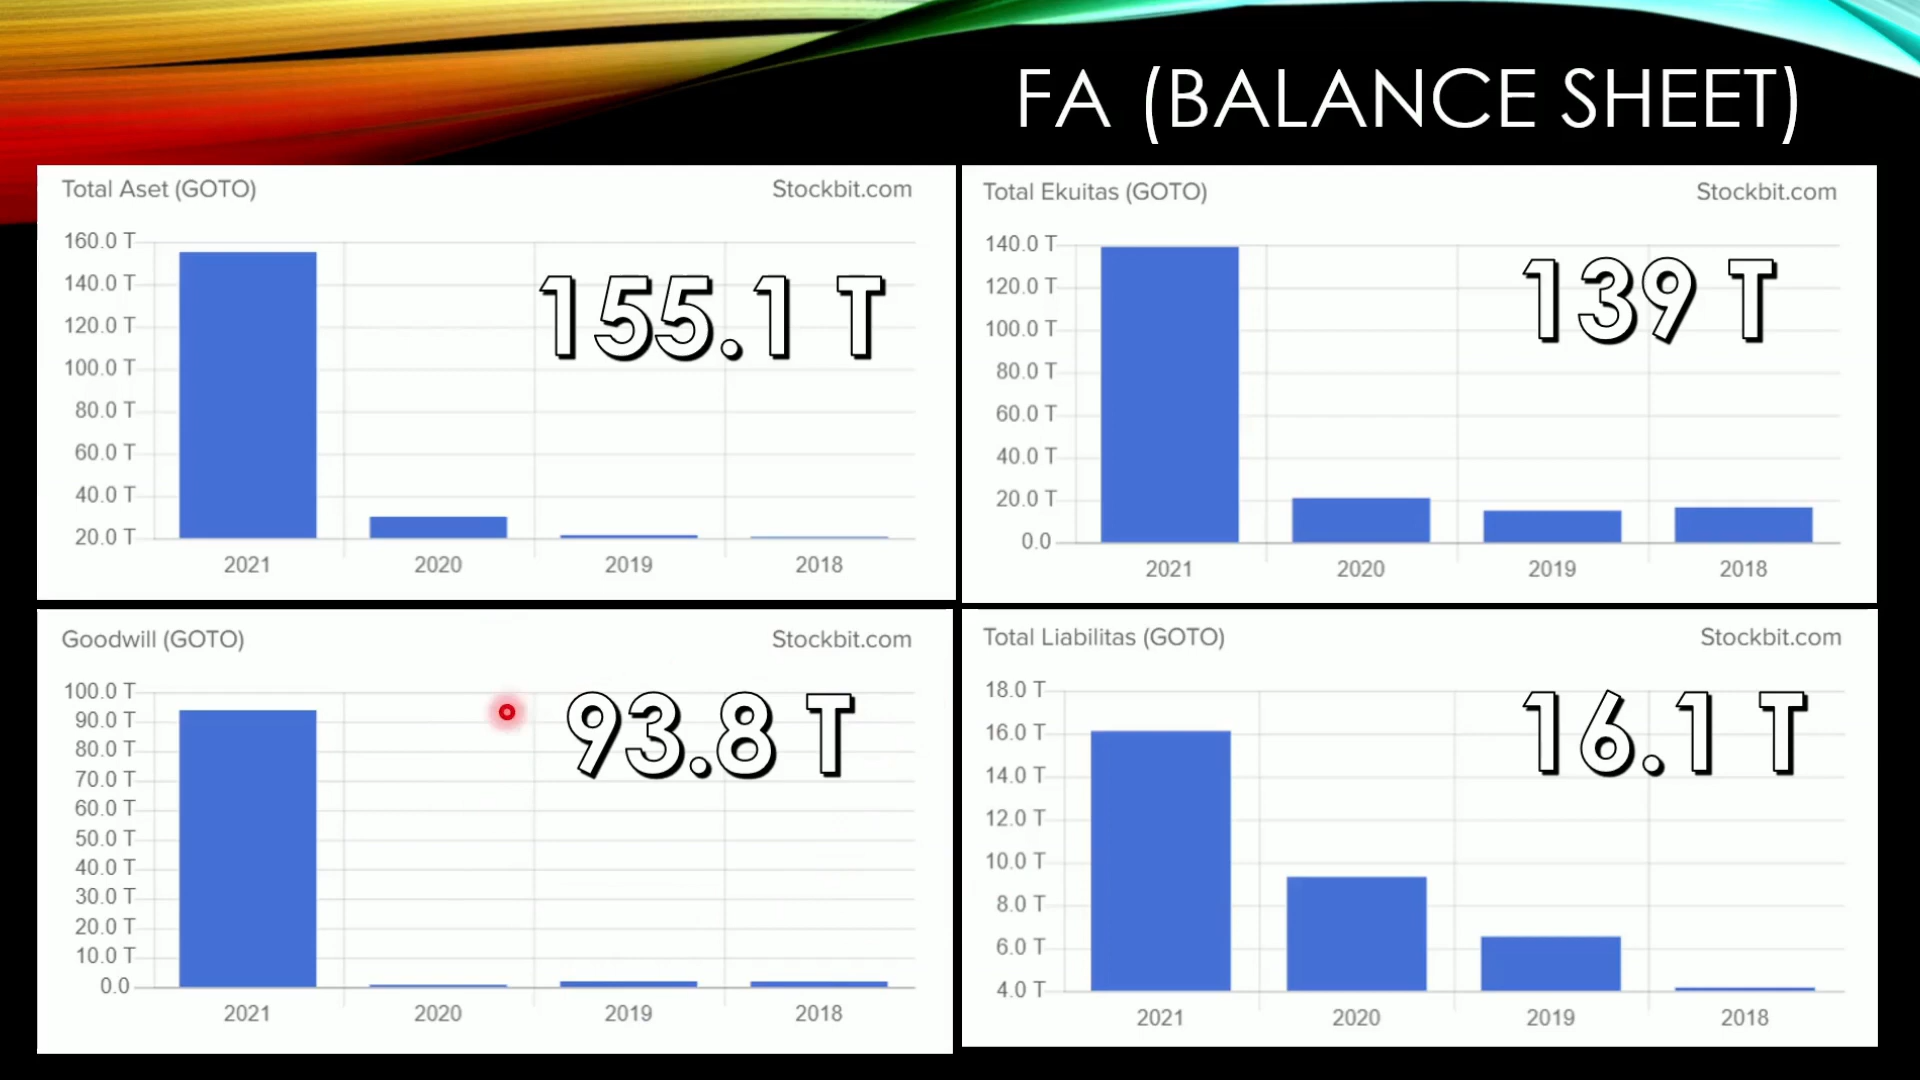 FA (BALANCE SHEET)
Total Aset (GOTO)
Stockbit.com
160.0 T
140.0 T
120.0 T
100.0 T
80.0 T
60.0 T
40.0 T
20.0 T
155.1 T
2021
2020
2019
2018
Total Ekuitas (GOTO)
Stockbit.com
140.0 T
120.0 T
100.0 T
80.0 T
60.0 T
40.0 T
20.0 T
0.0
139 T
2021
2020
2019
2018
Goodwill (GOTO)
Stockbit.com
100.0 T
90.0 T
80.0 T
70.0 T
60.0 T
50.0 T
40.0 T
30.0 T
20.0 T
10.0 T
0.0
93.8 T
2021
2020
2019
2018
Total Liabilitas (GOTO)
Stockbit.com
18.0 T
16.0 T
14.0 T
12.0 T
10.0 T
8.0 T
6.0 T
4.0 T
16.1 T
2021
2020
2019
2018